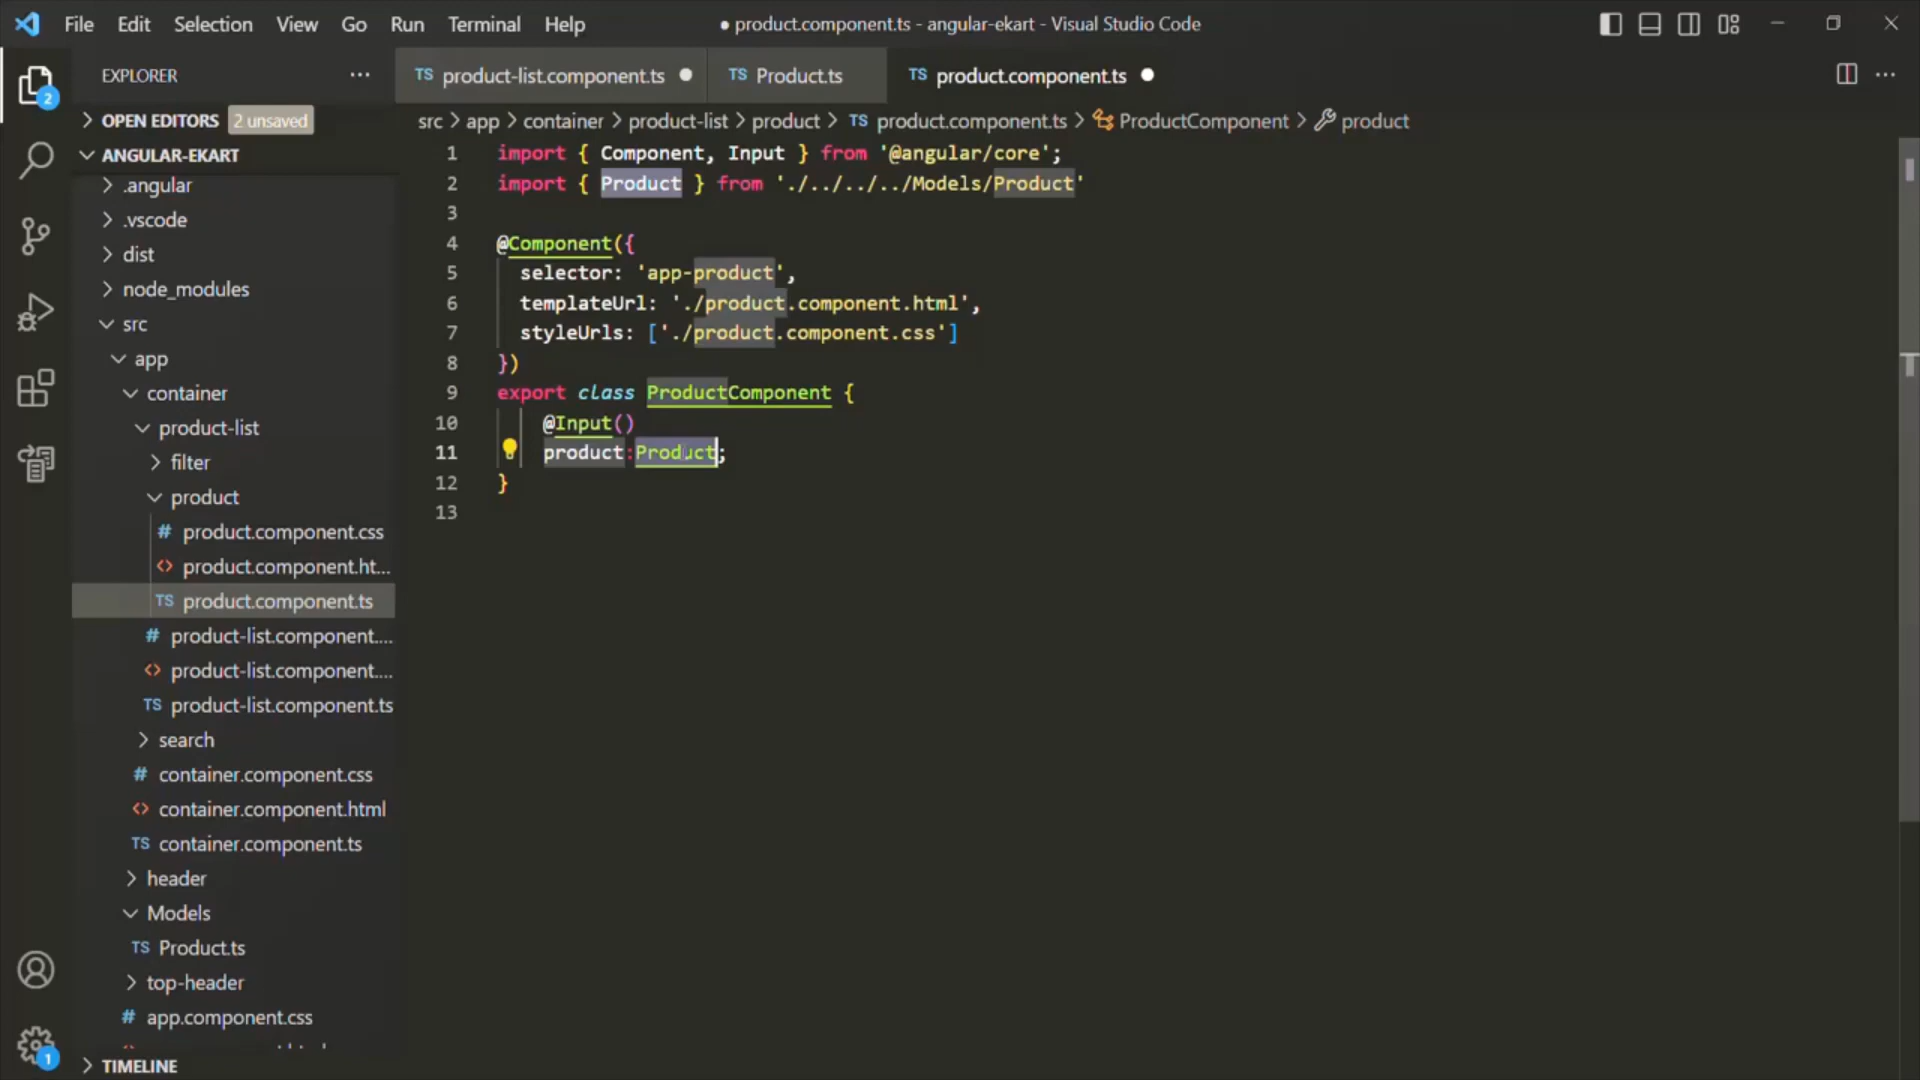 File Edit Selection View Go Run Terminal Help
● product.component.ts - angular-ekart - Visual Studio Code
EXPLORER
OPEN EDITORS 2 unsaved
ANGULAR-EKART
.angular
.vscode
dist
node_modules
src
app
container
product-list
filter
product
# product.component.css
<> product.component.ht...
TS product.component.ts
# product-list.component....
<> product-list.component....
TS product-list.component.ts
search
# container.component.css
<> container.component.html
TS container.component.ts
header
Models
TS Product.ts
top-header
# app.component.css
TIMELINE
2
1
TS product-list.component.ts ● TS Product.ts TS product.component.ts ●
src > app > container > product-list > product > TS product.component.ts > ProductComponent > product
1 import { Component, Input } from '@angular/core';
2 import { Product } from './../../../Models/Product'
3
4 @Component({
5 selector: 'app-product',
6 templateUrl: './product.component.html',
7 styleUrls: ['./product.component.css']
8 })
9 export class ProductComponent {
10 @Input()
11 product:Product;
12 }
13